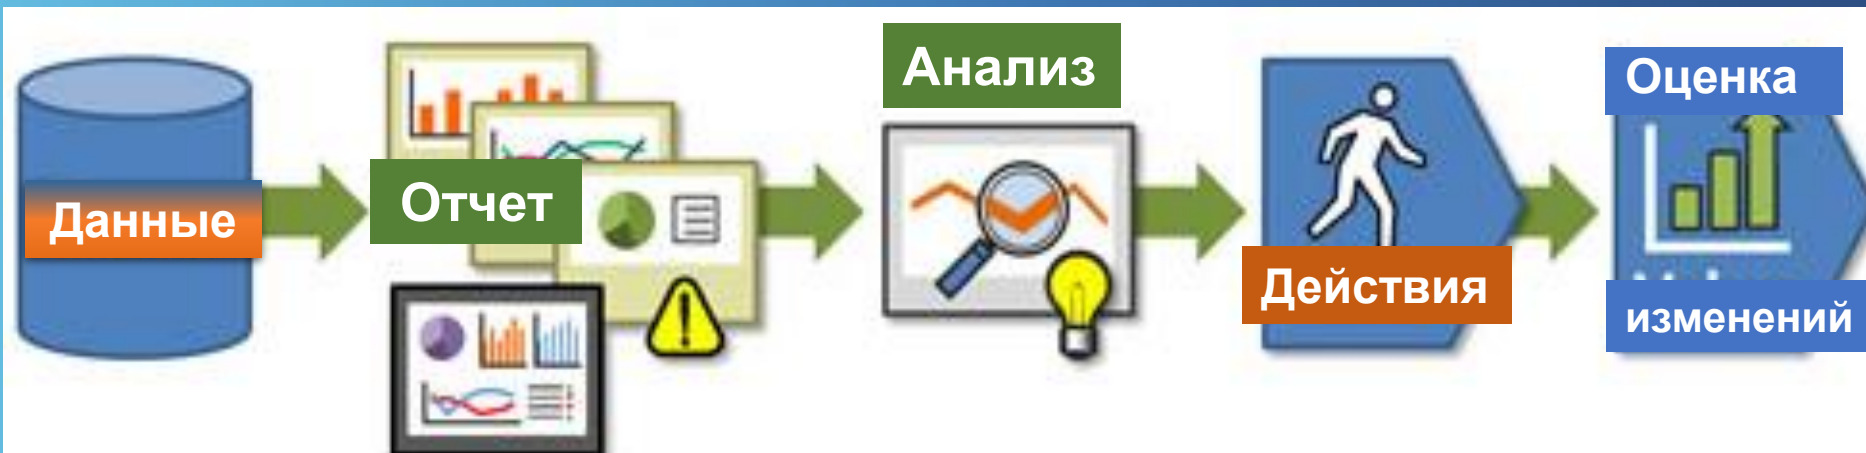 Данные
Отчет
Анализ
Действия
Оценка
изменений